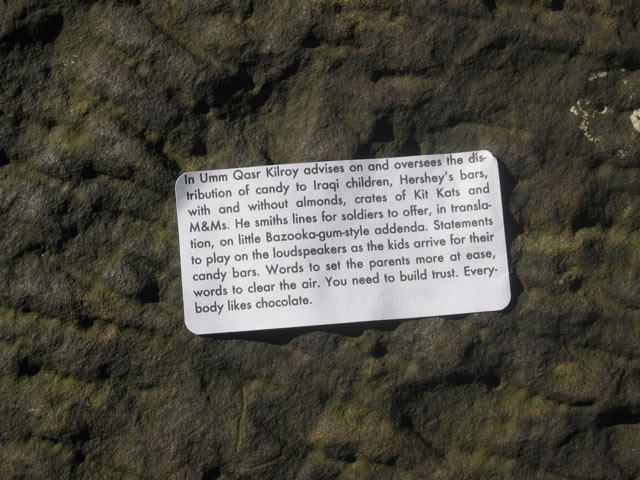 In Umm Qasr Kilroy advises on and oversees the dis-
tribution of candy to Iraqi children, Hershey's bars,
with and without almonds, crates of Kit Kats and
M&Ms. He smiths lines for soldiers to offer, in transla-
tion, on little Bazooka-gum-style addenda. Statements
to play on the loudspeakers as the kids arrive for their
candy bars. Words to set the parents more at ease,
words to clear the air. You need to build trust. Every-
body likes chocolate.